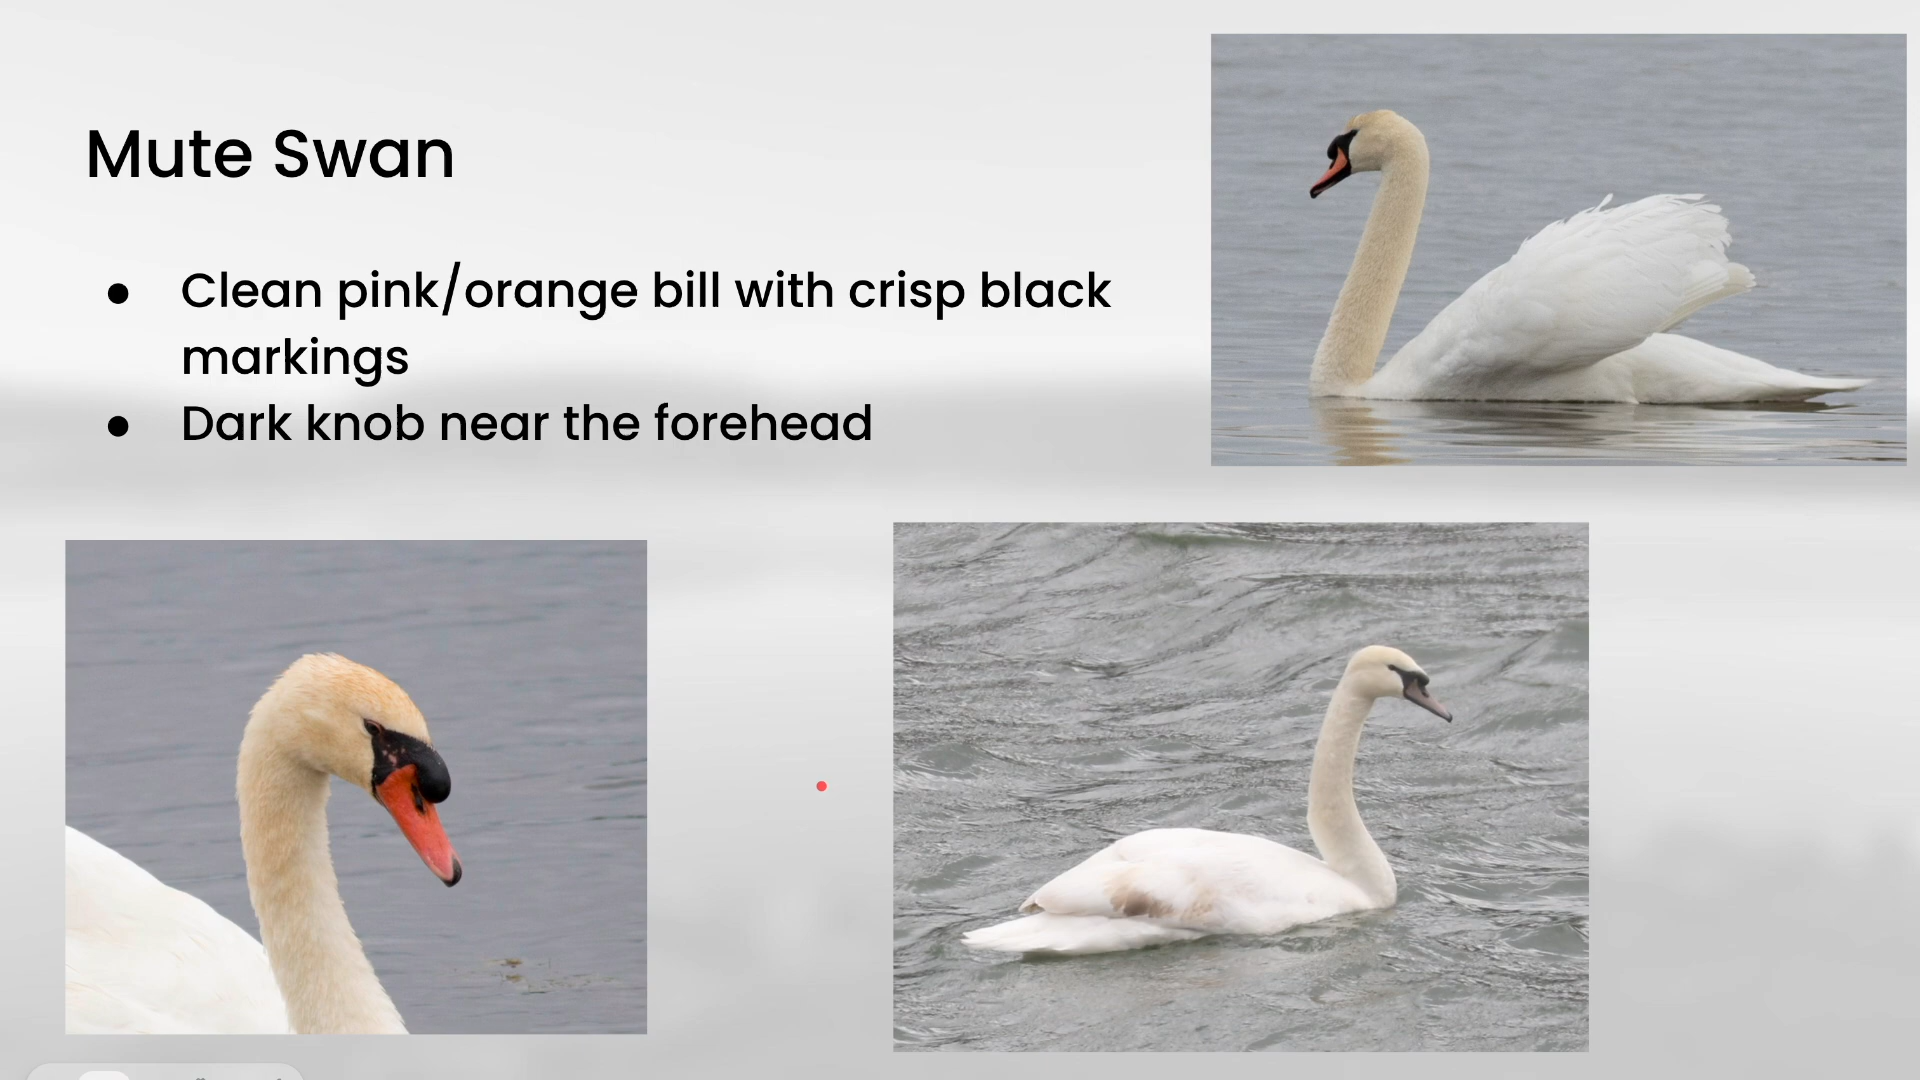 Mute Swan
● Clean pink/orange bill with crisp black
markings
● Dark knob near the forehead